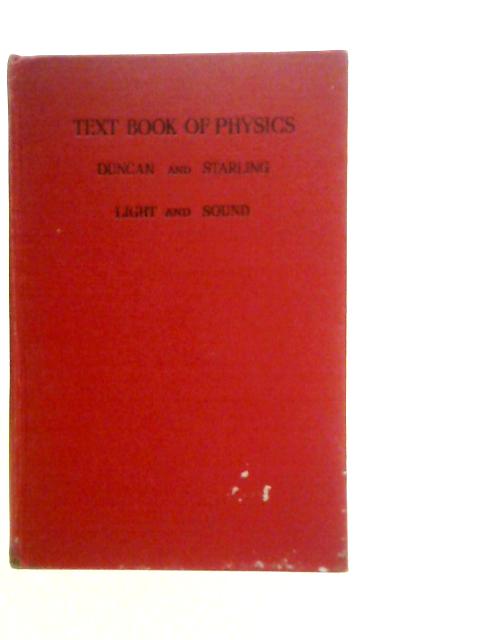 TEXT BOOK OF PHYSICS
DUNCAN AND STARLING
LIGHT AND SOUND